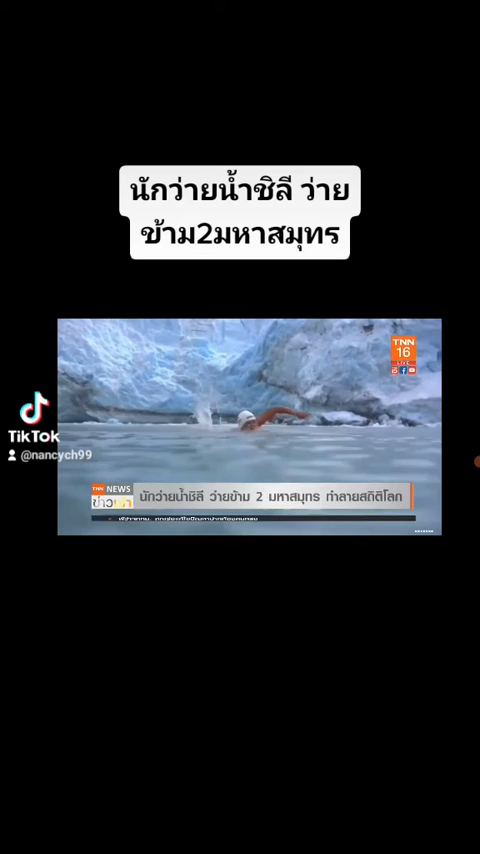 นักว่ายน้ำชิลี ว่าย
ข้าม2มหาสมุทร
TNN
16
LIVE
TikTok
@nancych99
TNN NEWS
นักว่ายน้ำชิลี ว่ายข้าม 2 มหาสมุทร ทำลายสถิติโลก
ข่าว